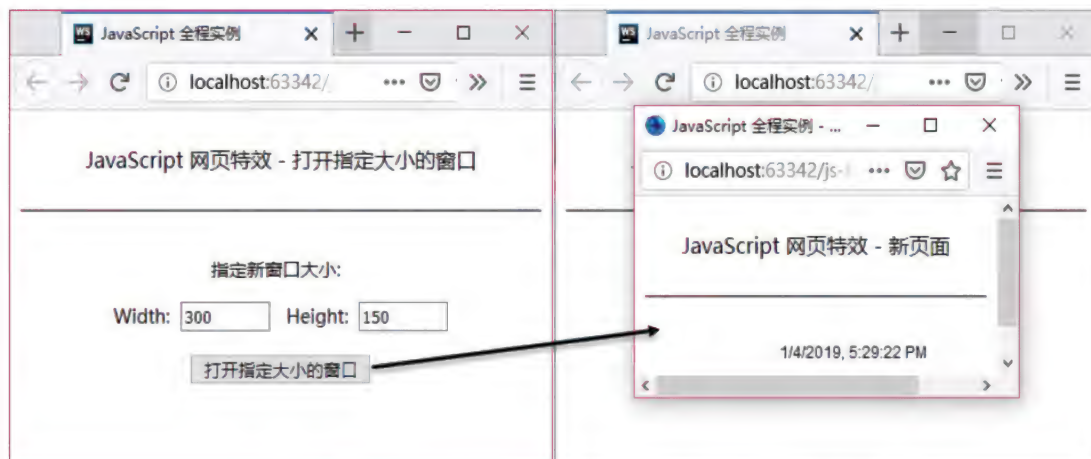 JavaScript 全程实例
localhost:63342/
JavaScript 网页特效 - 打开指定大小的窗口
指定新窗口大小:
Width: 300 Height: 150
打开指定大小的窗口
JavaScript 全程实例
localhost:63342/
JavaScript 全程实例 - ...
localhost:63342/js-
JavaScript 网页特效 - 新页面
1/4/2019, 5:29:22 PM